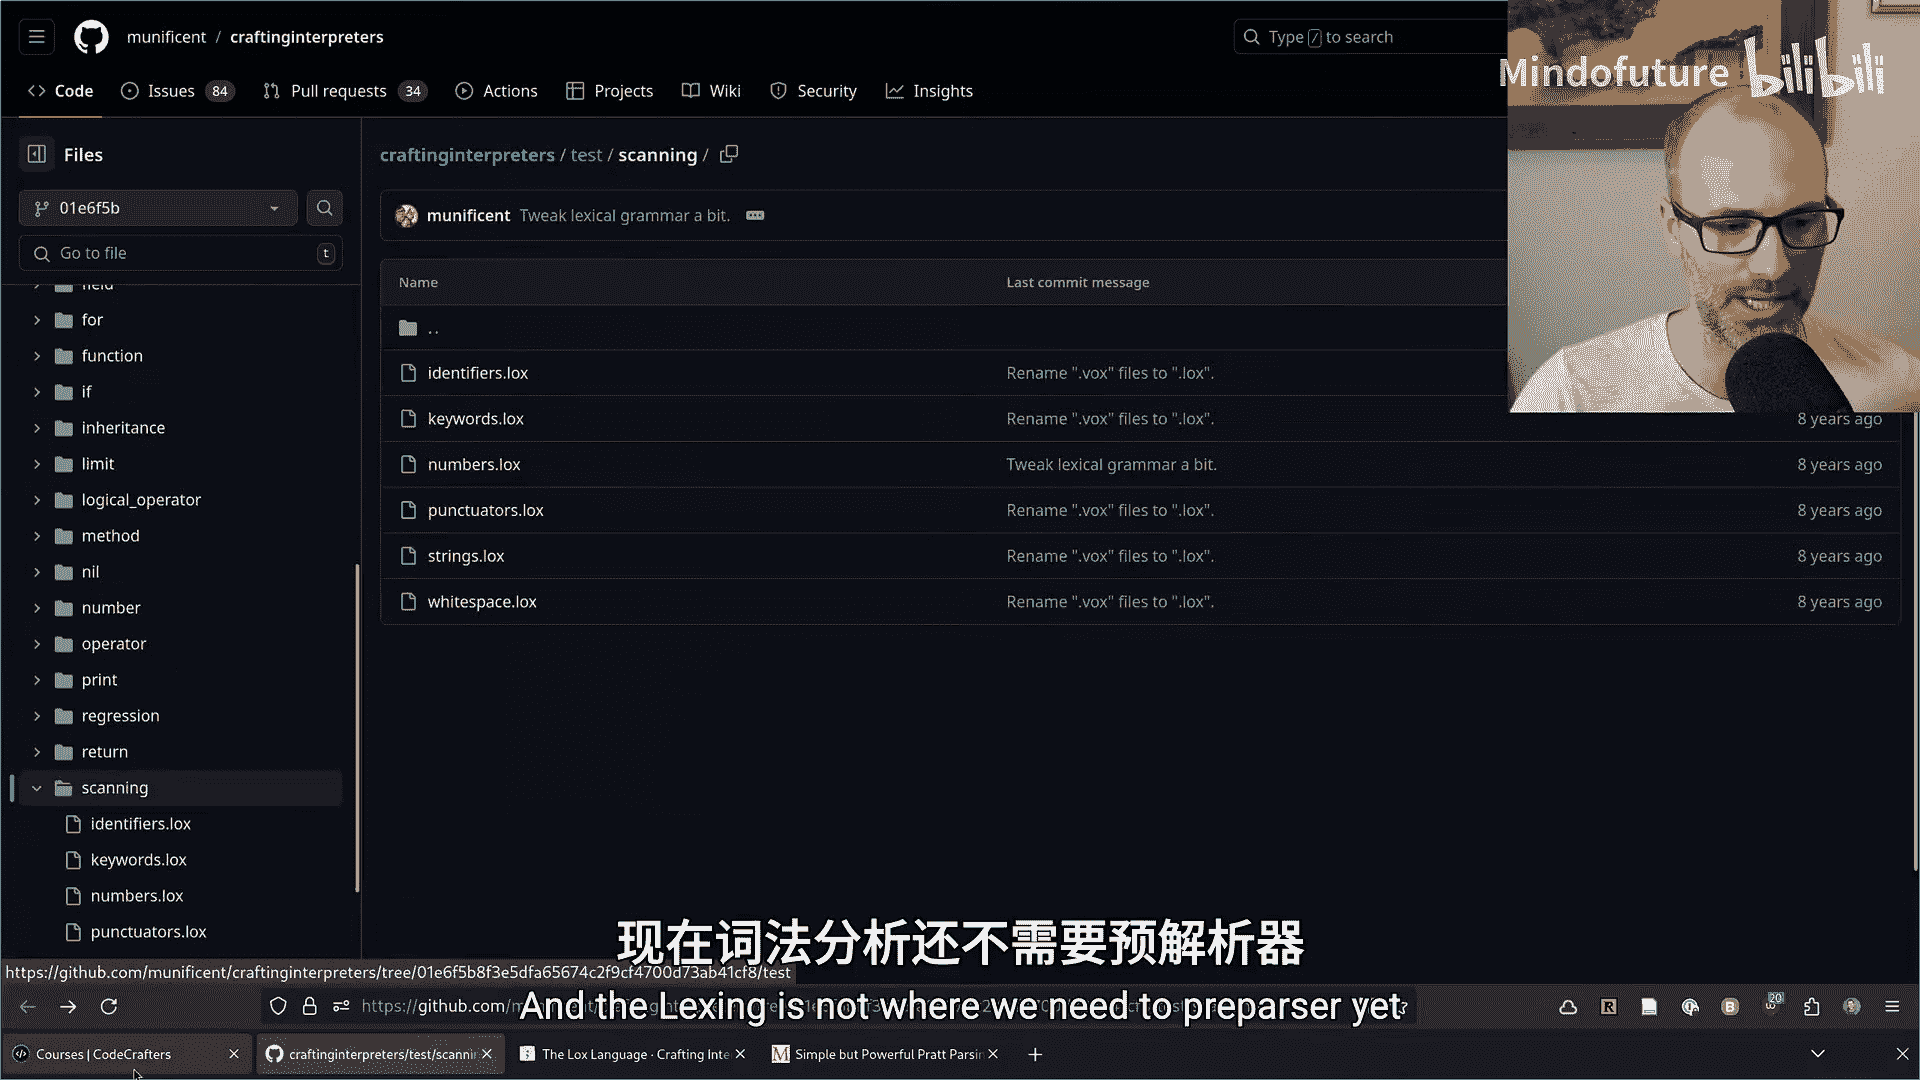 munificent / craftinginterpreters
Type / to search
Code
Issues 84
Pull requests 34
Actions
Projects
Wiki
Security
Insights
Mindofuture bilibili
Files
01e6f5b
Go to file
t
field
for
function
if
inheritance
limit
logical_operator
method
nil
number
operator
print
regression
return
scanning
identifiers.lox
keywords.lox
numbers.lox
punctuators.lox
craftinginterpreters / test / scanning /
munificent Tweak lexical grammar a bit.
Name Last commit message
..
identifiers.lox Rename ".vox" files to ".lox".
keywords.lox Rename ".vox" files to ".lox". 8 years ago
numbers.lox Tweak lexical grammar a bit. 8 years ago
punctuators.lox Rename ".vox" files to ".lox". 8 years ago
strings.lox Rename ".vox" files to ".lox". 8 years ago
whitespace.lox Rename ".vox" files to ".lox". 8 years ago
现在词法分析还不需要预解析器
https://github.com/munificent/craftinginterpreters/tree/01e6f5b8f3e5dfa65674c2f9cf4700d73ab41cf8/test
And the Lexing is not where we need to preparser yet
https://github.com/
20
Courses | CodeCrafters
craftinginterpreters/test/scanni
The Lox Language · Crafting Inte
Simple but Powerful Pratt Parsin